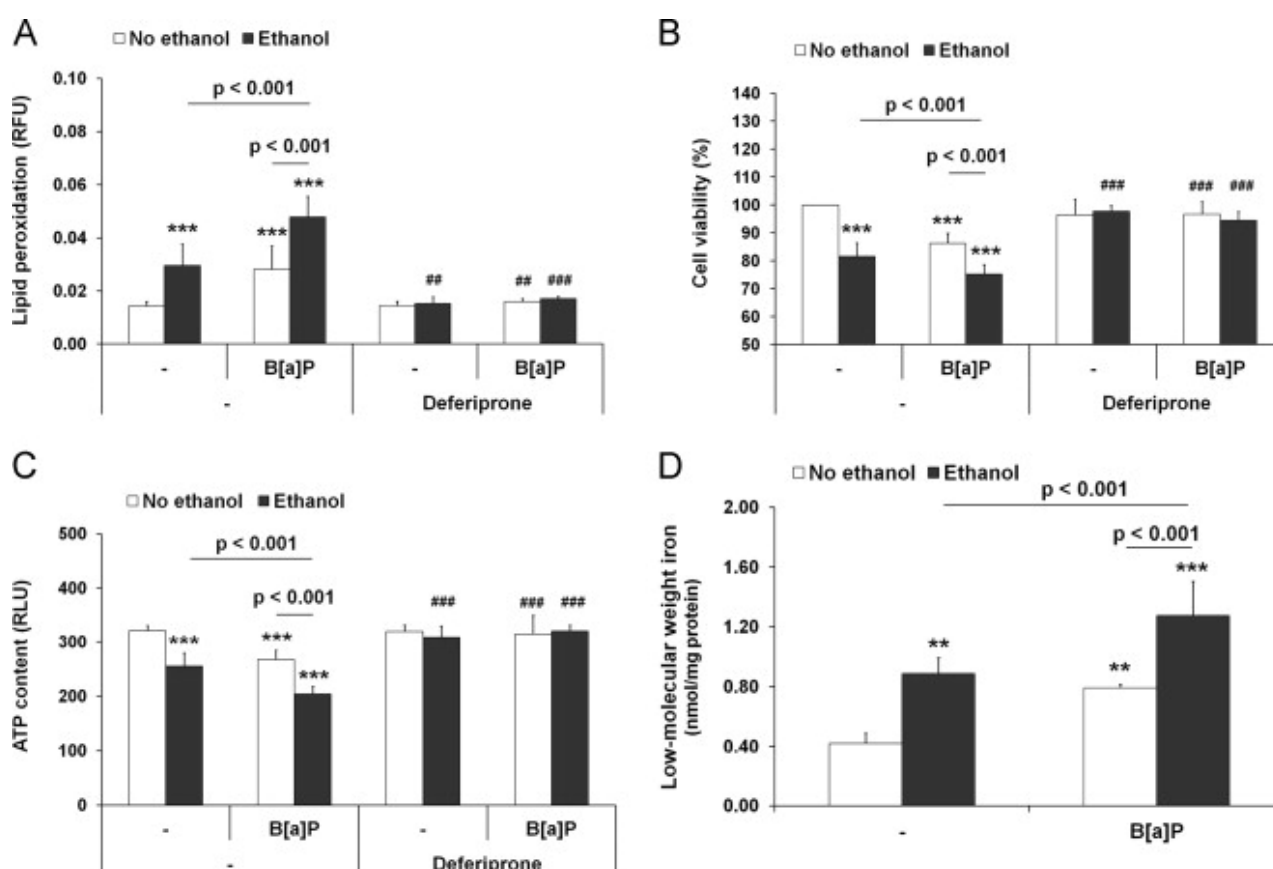 A
No ethanol Ethanol
Lipid peroxidation (RFU)
p < 0.001
p < 0.001
0.10
0.08
0.06
0.04
0.02
0.00
***
***
***
##
##
###
- B[a]P - B[a]P
- Deferiprone
B
No ethanol Ethanol
Cell viability (%)
p < 0.001
p < 0.001
140
130
120
110
100
90
80
70
60
50
***
***
***
###
###
###
- B[a]P - B[a]P
- Deferiprone
C
No ethanol Ethanol
ATP content (RLU)
p < 0.001
p < 0.001
500
400
300
200
100
0
***
***
***
###
###
###
- B[a]P - B[a]P
- Deferiprone
D
No ethanol Ethanol
Low-molecular weight iron
(nmol/mg protein)
p < 0.001
p < 0.001
2.00
1.60
1.20
0.80
0.40
0.00
**
**
***
- B[a]P